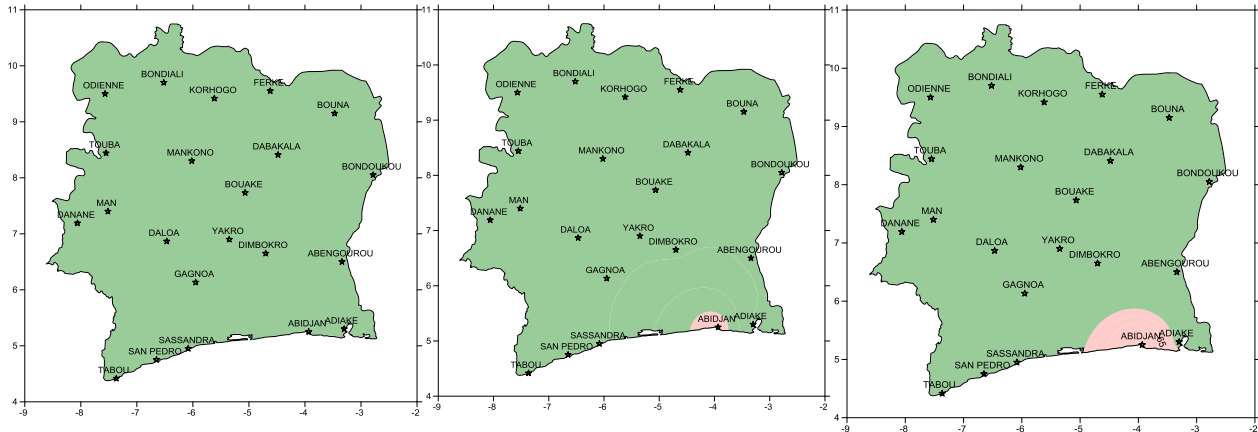 11
10
9
8
7
6
5
4
-9 -8 -7 -6 -5 -4 -3 -2
BONDIALI
ODIENNE
FERKE
KORHOGO
BOUNA
TOUBA
DABAKALA
MANKONO
BONDOUKOU
BOUAKE
MAN
DANANE
YAKRO
DALOA
DIMBOKRO
ABENGOUROU
GAGNOA
ADIAKE
ABIDJAN
SASSANDRA
SAN PEDRO
TABOU
11
10
9
8
7
6
5
4
-9 -8 -7 -6 -5 -4 -3 -2
BONDIALI
ODIENNE
FERKE
KORHOGO
BOUNA
TOUBA
DABAKALA
MANKONO
BONDOUKOU
BOUAKE
MAN
DANANE
YAKRO
DALOA
DIMBOKRO
ABENGOUROU
GAGNOA
ADIAKE
ABIDJAN
SASSANDRA
SAN PEDRO
TABOU
11
10
9
8
7
6
5
4
-9 -8 -7 -6 -5 -4 -3 -2
BONDIALI
ODIENNE
FERKE
KORHOGO
BOUNA
TOUBA
DABAKALA
MANKONO
BONDOUKOU
BOUAKE
MAN
DANANE
YAKRO
DALOA
DIMBOKRO
ABENGOUROU
GAGNOA
ADIAKE
ABIDJAN
SASSANDRA
SAN PEDRO
TABOU